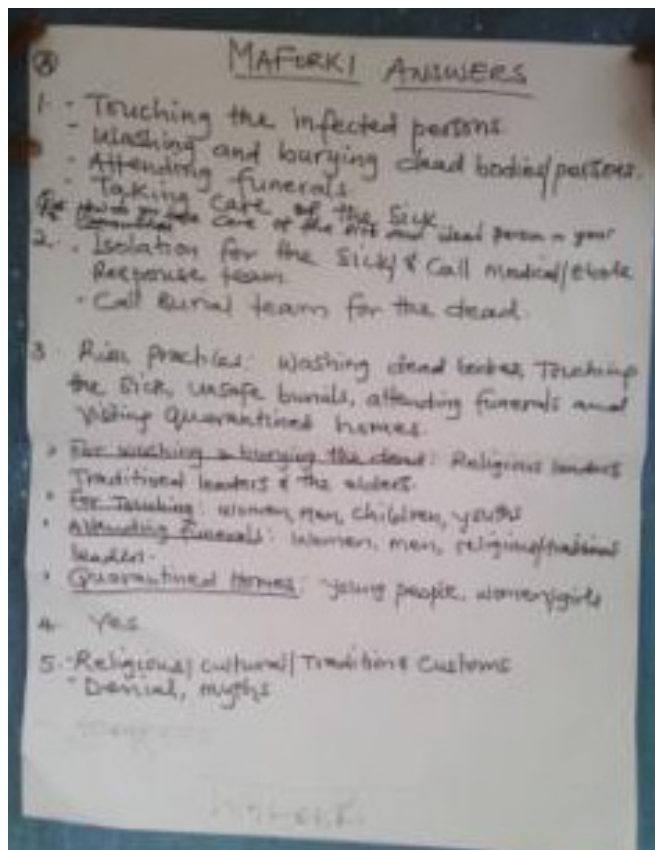 MAFORKI ANSWERS
1. - Touching the infected persons.
- Washing and burying dead bodies/persons.
- Attending funerals.
- Taking care of the sick
care of the sick and dead person in your
2. . Isolation for the sick/& Call medical/ebola
Response team
- Call Burial team for the dead.
3. Risk practices: Washing dead bodies, Touching
the sick, unsafe burials, attending funerals and
visiting quarantined homes.
• For washing & burying the dead: Religious leaders
Traditional leaders & the elders.
• For Touching: women, men, children, youths
• Attending funerals: women, men, religious/traditional
leaders.
• Quarantined Homes: young people, women/girls
4. Yes
5. - Religious/cultural/Traditions Customs
- Denial, myths